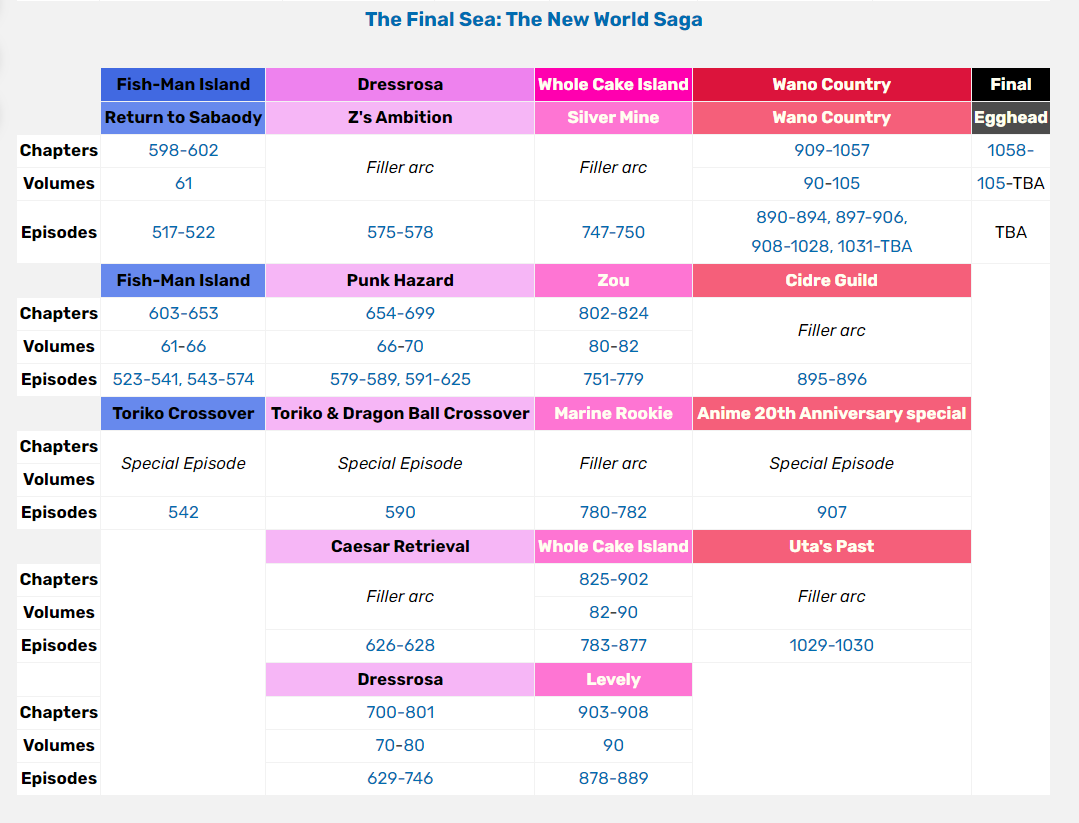 The Final Sea: The New World Saga
Fish-Man Island Dressrosa Whole Cake Island Wano Country Final
Return to Sabaody Z's Ambition Silver Mine Wano Country Egghead
Chapters 598-602 Filler arc Filler arc 909-1057 1058-
Volumes 61 90-105 105-TBA
Episodes 517-522 575-578 747-750 890-894, 897-906, 908-1028, 1031-TBA TBA
Fish-Man Island Punk Hazard Zou Cidre Guild
Chapters 603-653 654-699 802-824 Filler arc
Volumes 61-66 66-70 80-82
Episodes 523-541, 543-574 579-589, 591-625 751-779 895-896
Toriko Crossover Toriko & Dragon Ball Crossover Marine Rookie Anime 20th Anniversary special
Chapters Special Episode Special Episode Filler arc Special Episode
Volumes
Episodes 542 590 780-782 907
Caesar Retrieval Whole Cake Island Uta's Past
Chapters Filler arc 825-902 Filler arc
Volumes 82-90
Episodes 626-628 783-877 1029-1030
Dressrosa Levely
Chapters 700-801 903-908
Volumes 70-80 90
Episodes 629-746 878-889